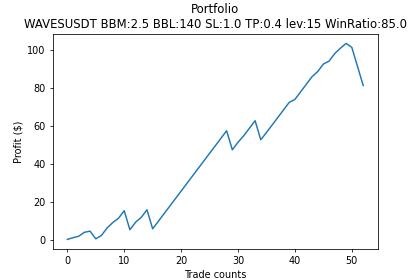 Portfolio
WAVESUSDT BBM:2.5 BBL:140 SL:1.0 TP:0.4 lev:15 WinRatio:85.0
100
80
60
40
20
0
Profit ($)
0 10 20 30 40 50
Trade counts